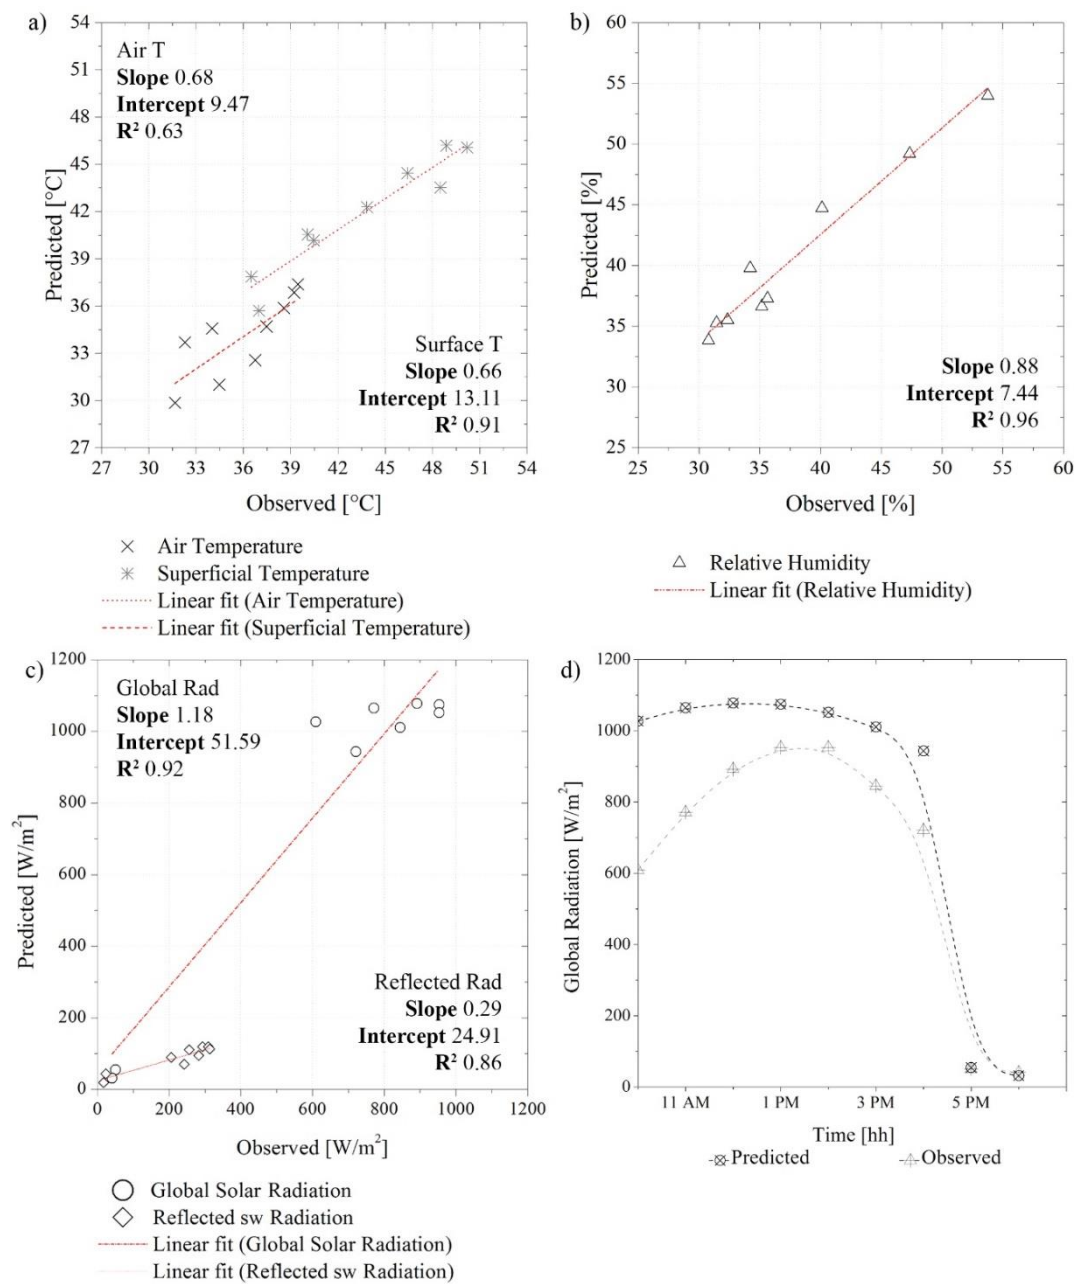 a)
54
51
48
45
42
39
36
33
30
27
Predicted [°C]
Air T
Slope 0.68
Intercept 9.47
R² 0.63
Surface T
Slope 0.66
Intercept 13.11
R² 0.91
27 30 33 36 39 42 45 48 51 54
Observed [°C]
Air Temperature
Superficial Temperature
Linear fit (Air Temperature)
Linear fit (Superficial Temperature)
b)
60
55
50
45
40
35
30
25
Predicted [%]
Slope 0.88
Intercept 7.44
R² 0.96
25 30 35 40 45 50 55 60
Observed [%]
Relative Humidity
Linear fit (Relative Humidity)
c)
1200
1000
800
600
400
200
0
Predicted [W/m²]
Global Rad
Slope 1.18
Intercept 51.59
R² 0.92
Reflected Rad
Slope 0.29
Intercept 24.91
R² 0.86
0 200 400 600 800 1000 1200
Observed [W/m²]
Global Solar Radiation
Reflected sw Radiation
Linear fit (Global Solar Radiation)
Linear fit (Reflected sw Radiation)
d)
1200
1000
800
600
400
200
0
Global Radiation [W/m²]
11 AM 1 PM 3 PM 5 PM
Time [hh]
Predicted Observed